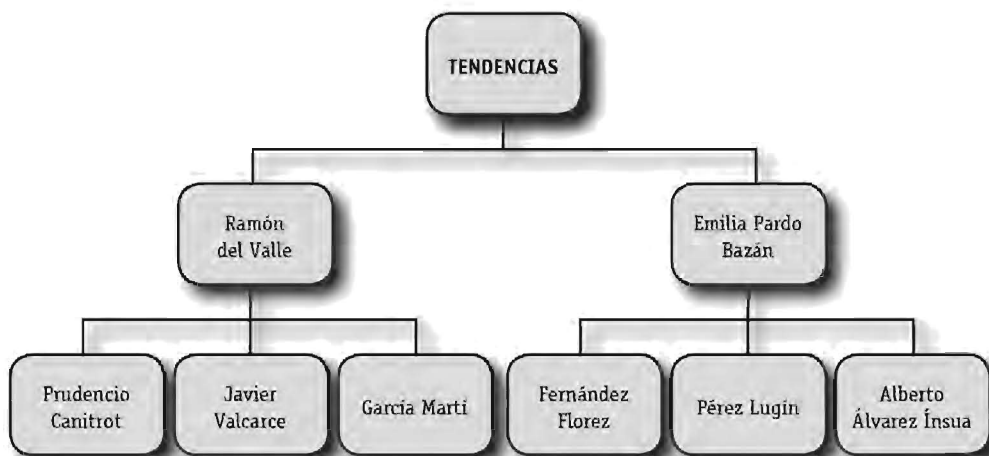 TENDENCIAS
Ramón
del Valle
Emilia Pardo
Bazán
Prudencio
Canitrot
Javier
Valcarce
García Martí
Fernández
Florez
Pérez Lugín
Alberto
Álvarez Ínsua